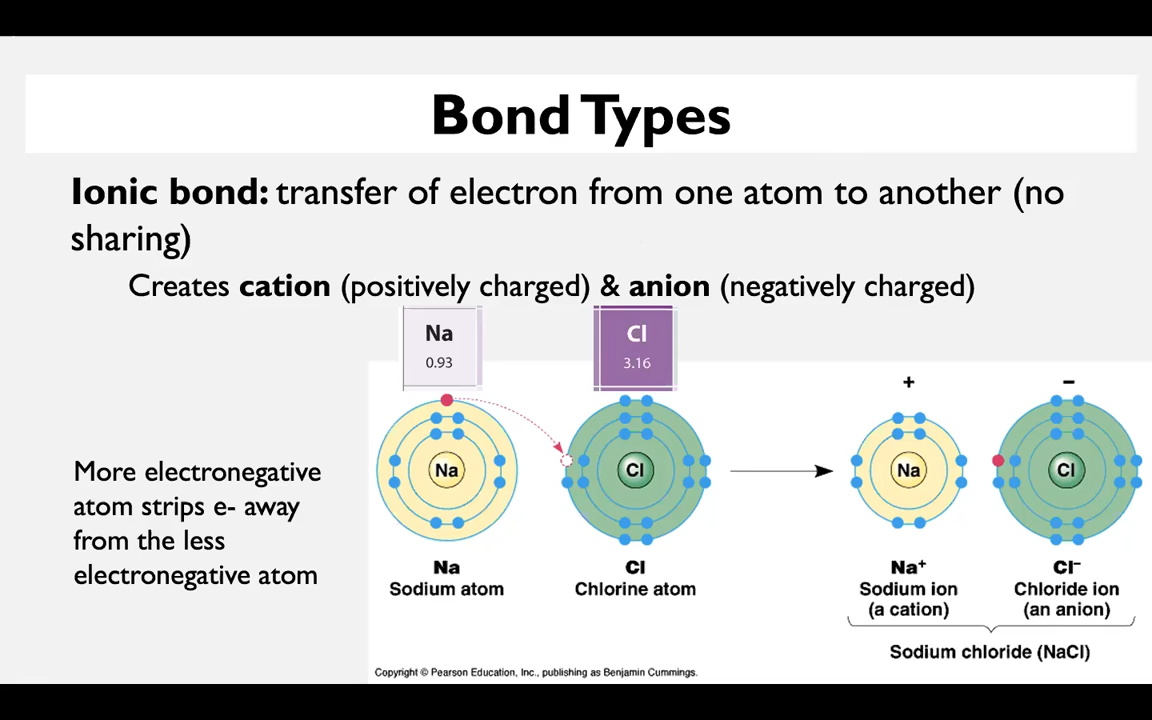 Bond Types
Ionic bond: transfer of electron from one atom to another (no
sharing)
Creates cation (positively charged) & anion (negatively charged)
Na
0.93
Cl
3.16
More electronegative
atom strips e- away
from the less
electronegative atom
+
−
Na
Cl
Na
Cl
Na
Sodium atom
Cl
Chlorine atom
Na⁺
Sodium ion
(a cation)
Cl⁻
Chloride ion
(an anion)
Sodium chloride (NaCl)
Copyright © Pearson Education, Inc., publishing as Benjamin Cummings.